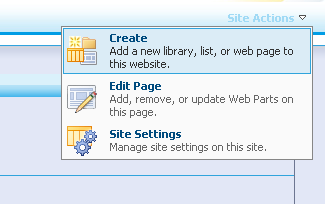 Site Actions
Create
Add a new library, list, or web page to
this website.
Edit Page
Add, remove, or update Web Parts on
this page.
Site Settings
Manage site settings on this site.